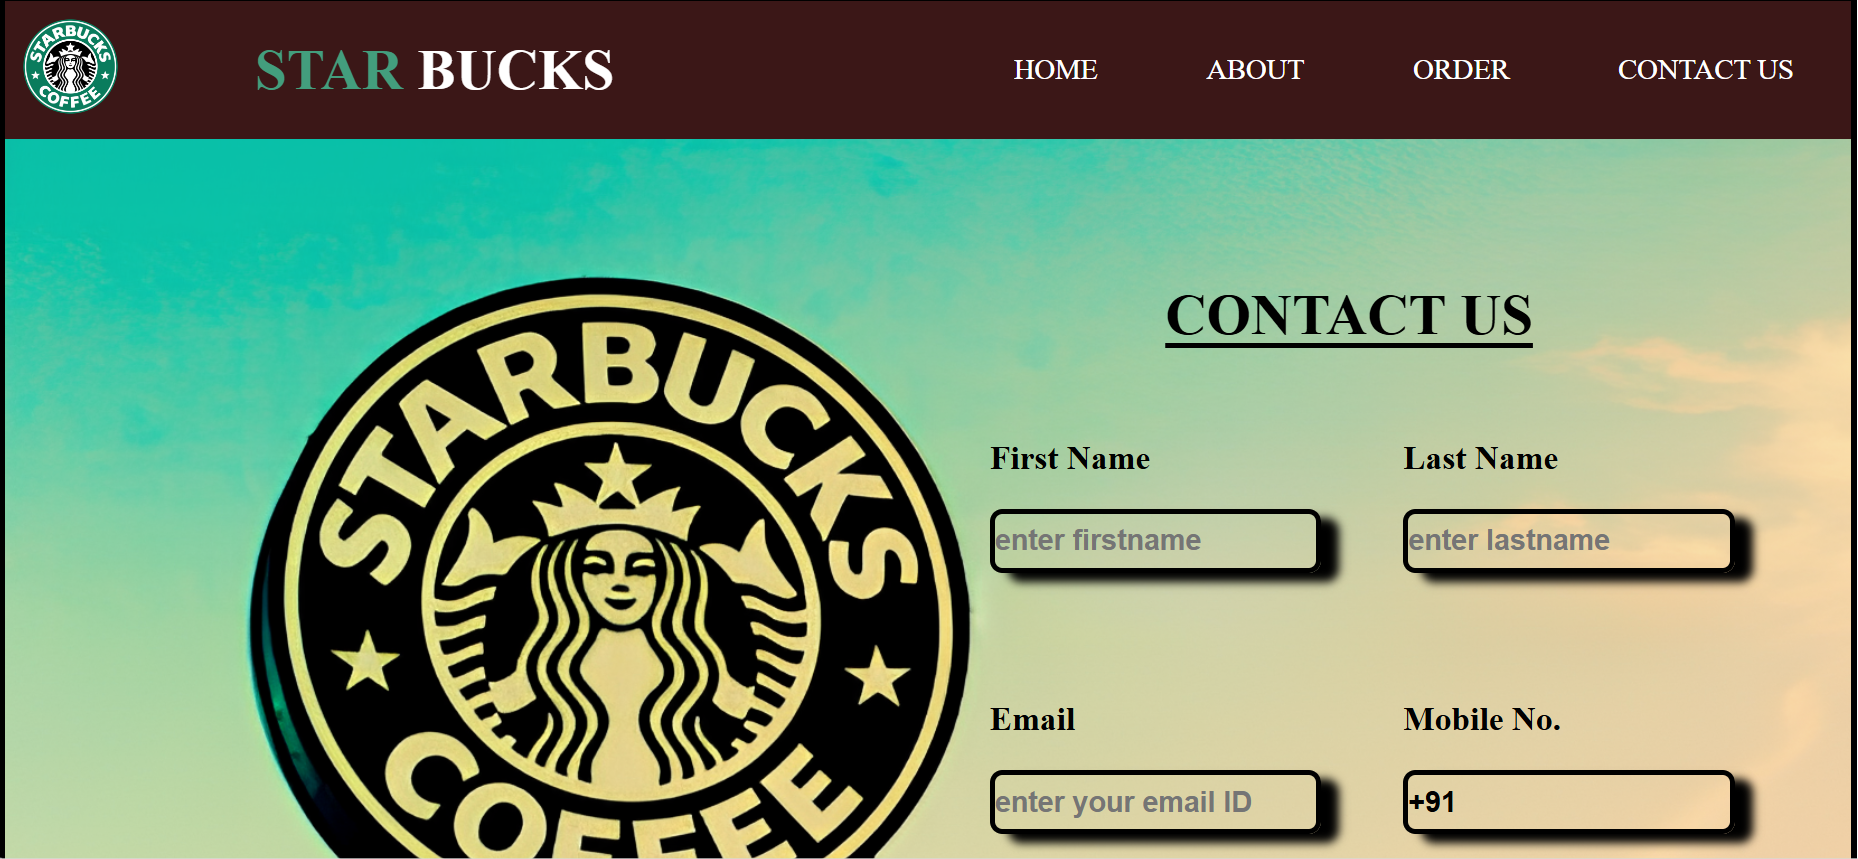 STARBUCKS
COFFEE
STAR BUCKS
HOME ABOUT ORDER CONTACT US
STARBUCKS
COFFEE
CONTACT US
First Name Last Name
enter firstname enter lastname
Email Mobile No.
enter your email ID +91